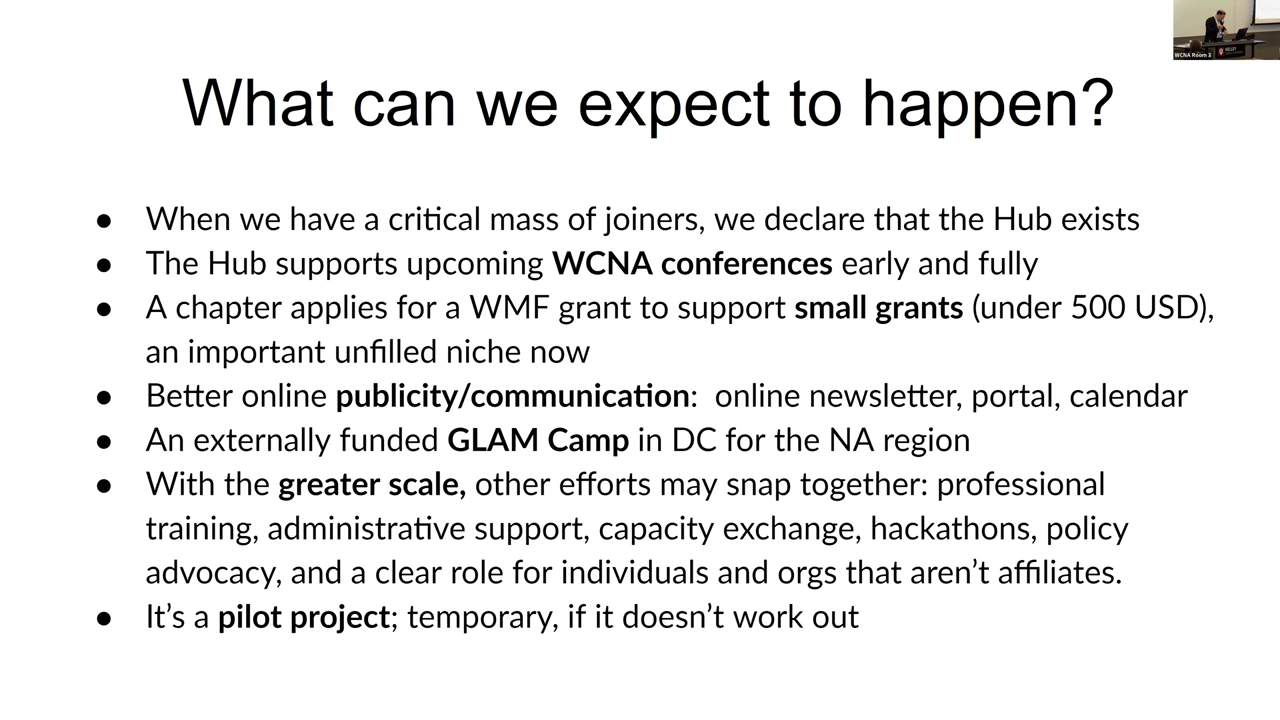 What can we expect to happen?
● When we have a critical mass of joiners, we declare that the Hub exists
● The Hub supports upcoming WCNA conferences early and fully
● A chapter applies for a WMF grant to support small grants (under 500 USD),
an important unfilled niche now
● Better online publicity/communication:  online newsletter, portal, calendar
● An externally funded GLAM Camp in DC for the NA region
● With the greater scale, other efforts may snap together: professional
training, administrative support, capacity exchange, hackathons, policy
advocacy, and a clear role for individuals and orgs that aren’t affiliates.
● It’s a pilot project; temporary, if it doesn’t work out
WCNA Room 3
KELLEY